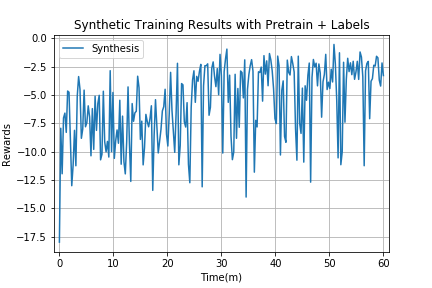 Synthetic Training Results with Pretrain + Labels
0.0
Synthesis
−2.5
−5.0
−7.5
Rewards
−10.0
−12.5
−15.0
−17.5
0 10 20 30 40 50 60
Time(m)